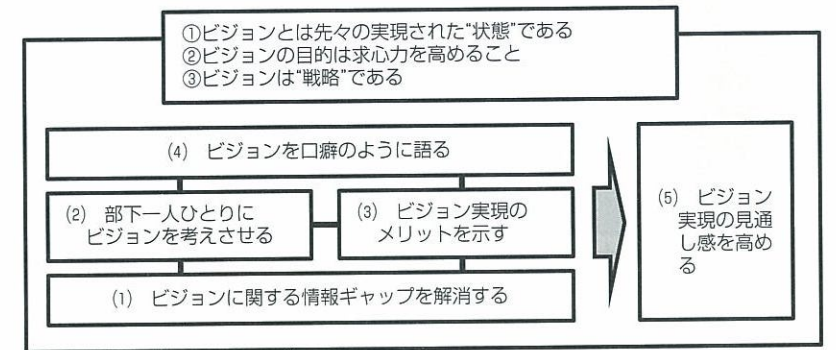 ①ビジョンとは先々の実現された“状態”である
②ビジョンの目的は求心力を高めること
③ビジョンは“戦略”である
(4) ビジョンを口癖のように語る
(2) 部下一人ひとりに
ビジョンを考えさせる
(3) ビジョン実現の
メリットを示す
(1) ビジョンに関する情報ギャップを解消する
(5) ビジョン
実現の見通
し感を高め
る